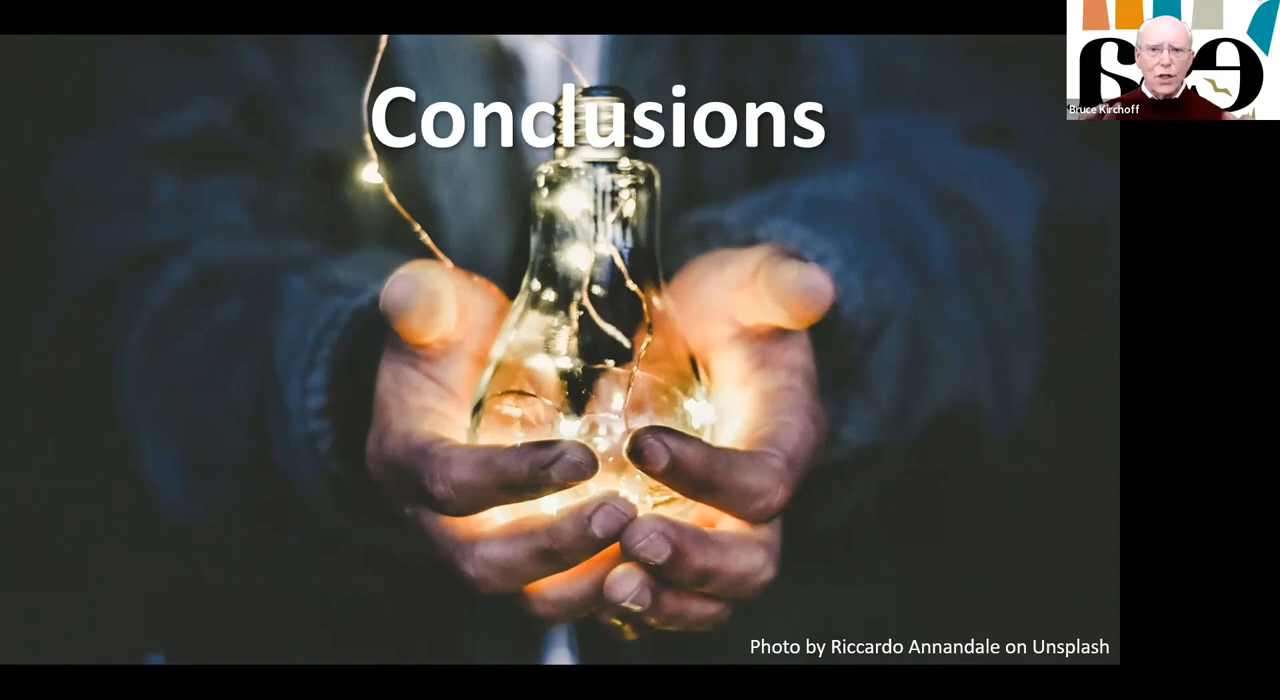 Conclusions
Bruce Kirchoff
Photo by Riccardo Annandale on Unsplash